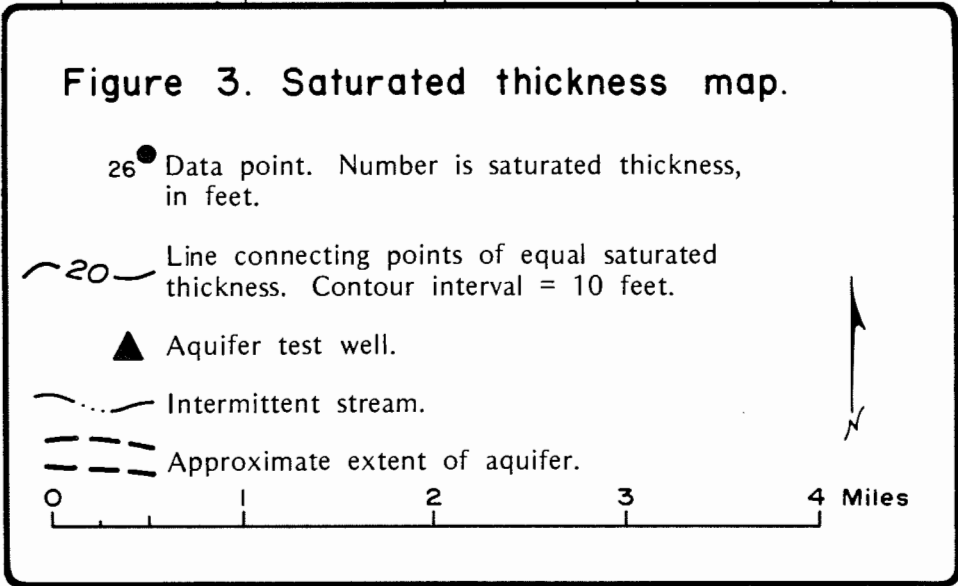 Figure 3. Saturated thickness map.
26 Data point. Number is saturated thickness,
in feet.
20 Line connecting points of equal saturated
thickness. Contour interval = 10 feet.
Aquifer test well.
Intermittent stream.
N
Approximate extent of aquifer.
0 1 2 3 4 Miles